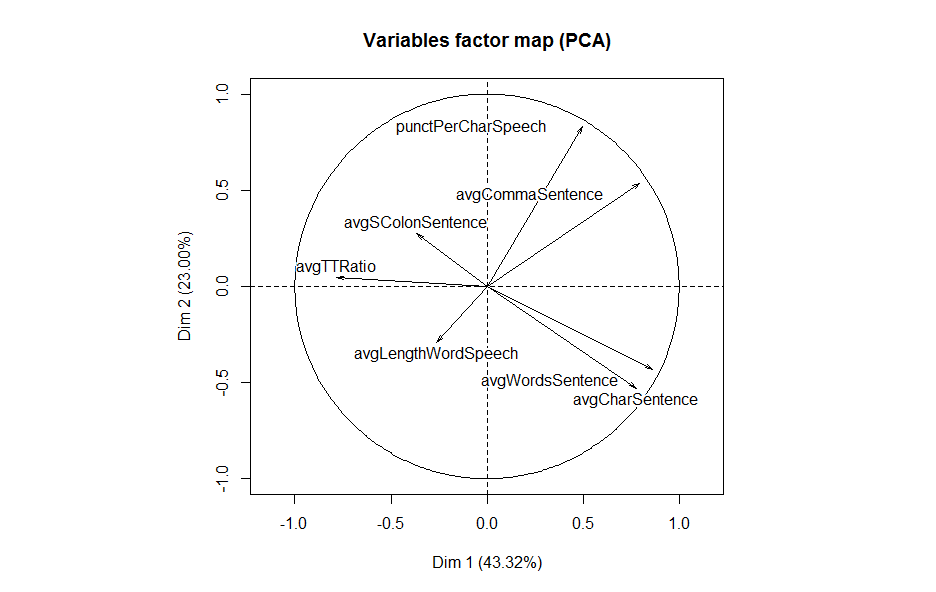 Variables factor map (PCA)
punctPerCharSpeech
avgCommaSentence
avgSColonSentence
avgTTRatio
avgLengthWordSpeech
avgWordsSentence
avgCharSentence
1.0
0.5
0.0
-0.5
-1.0
Dim 2 (23.00%)
-1.0 -0.5 0.0 0.5 1.0
Dim 1 (43.32%)